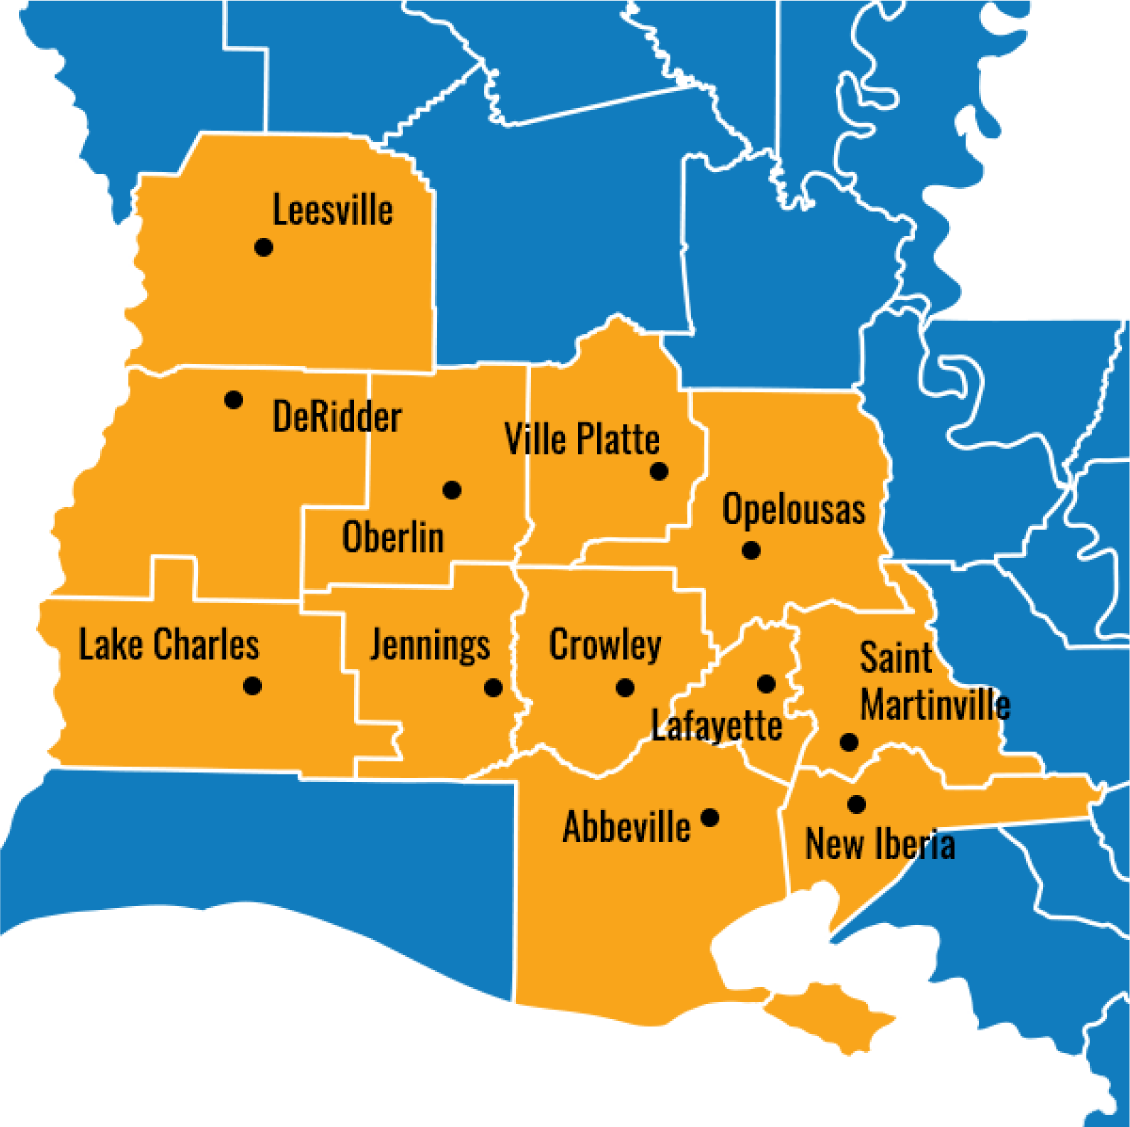 Leesville
DeRidder
Ville Platte
Opelousas
Oberlin
Lake Charles
Jennings
Crowley
Saint
Martinville
Lafayette
Abbeville
New Iberia